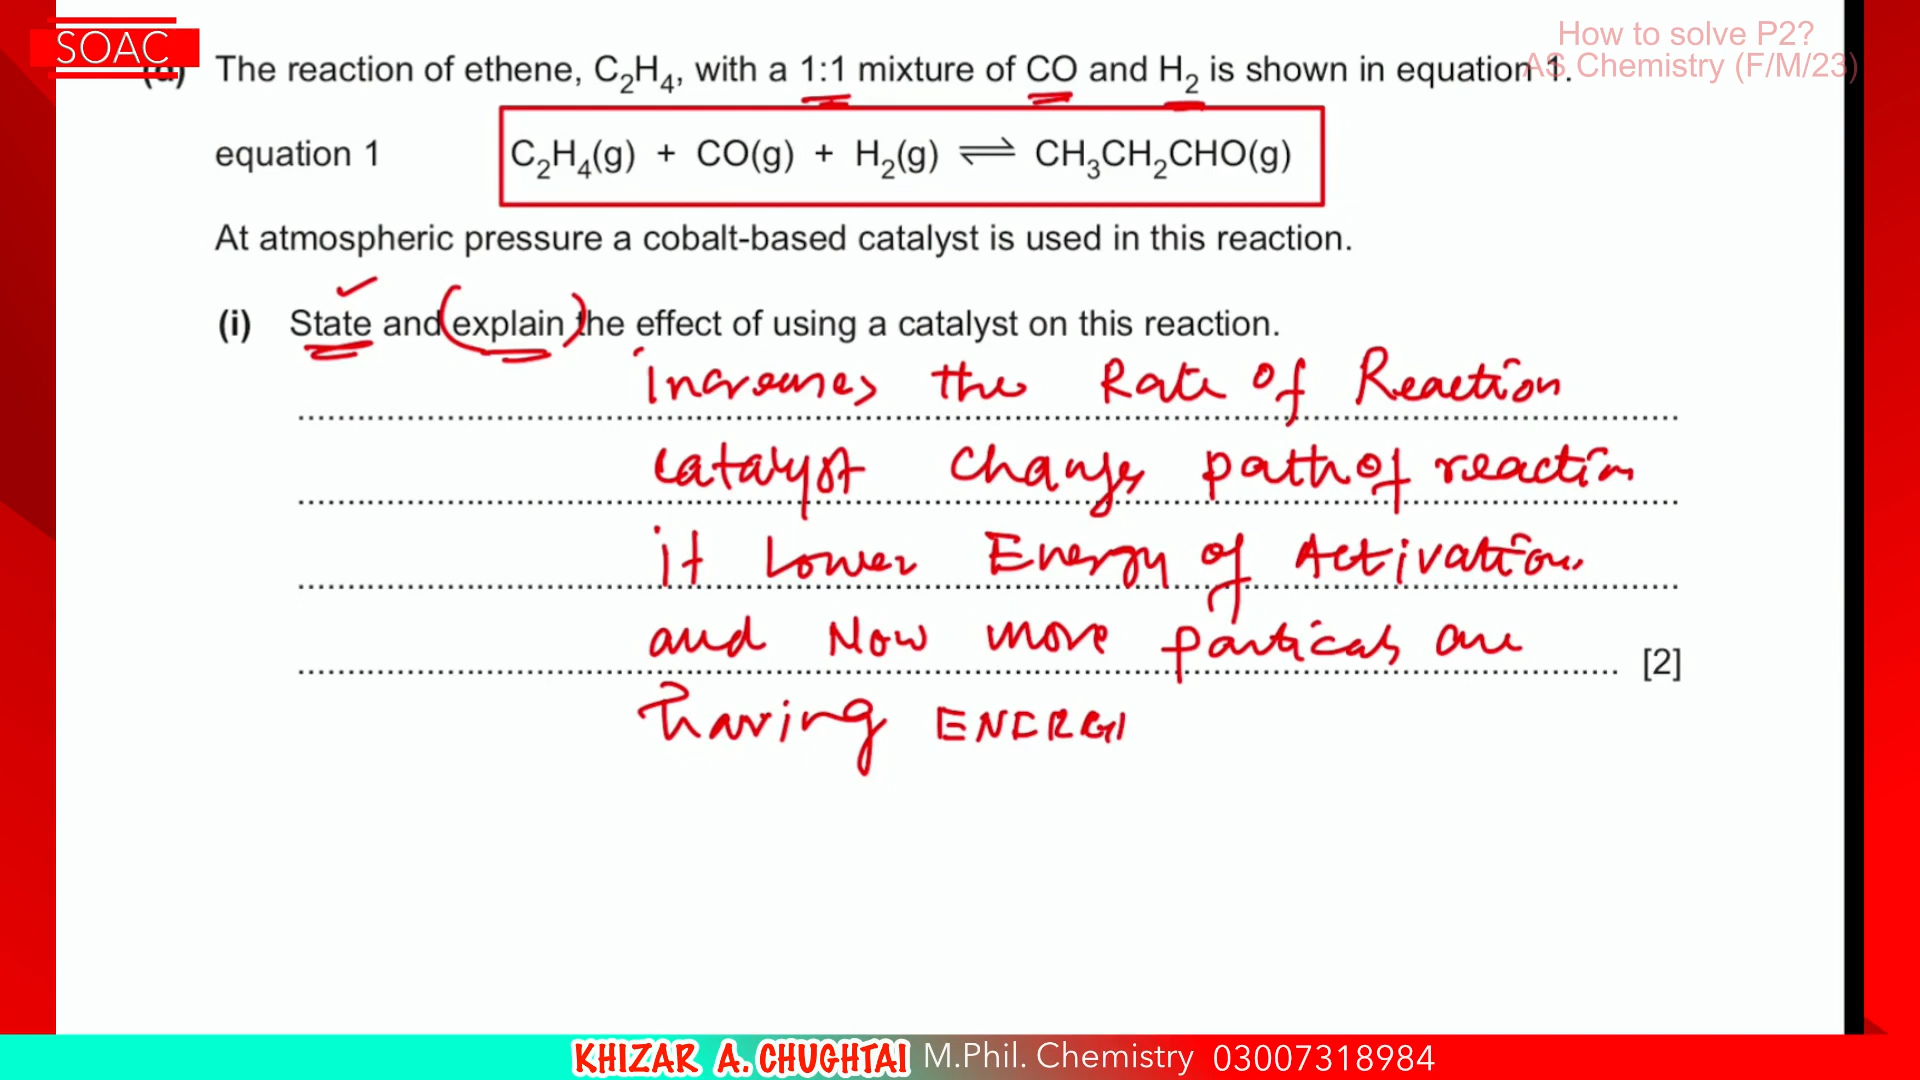 SOAC
How to solve P2?
AS Chemistry (F/M/23)
(a) The reaction of ethene, C₂H₄, with a 1:1 mixture of CO and H₂ is shown in equation 1.
equation 1 C₂H₄(g) + CO(g) + H₂(g) ⇌ CH₃CH₂CHO(g)
At atmospheric pressure a cobalt-based catalyst is used in this reaction.
(i) State and (explain) the effect of using a catalyst on this reaction.
Increases the Rate of Reaction
catalyst change path of reaction
it Lower Energy of Activation.
and Now more particals are [2]
having ENERGY
KHIZAR A. CHUGHTAI M.Phil. Chemistry 03007318984